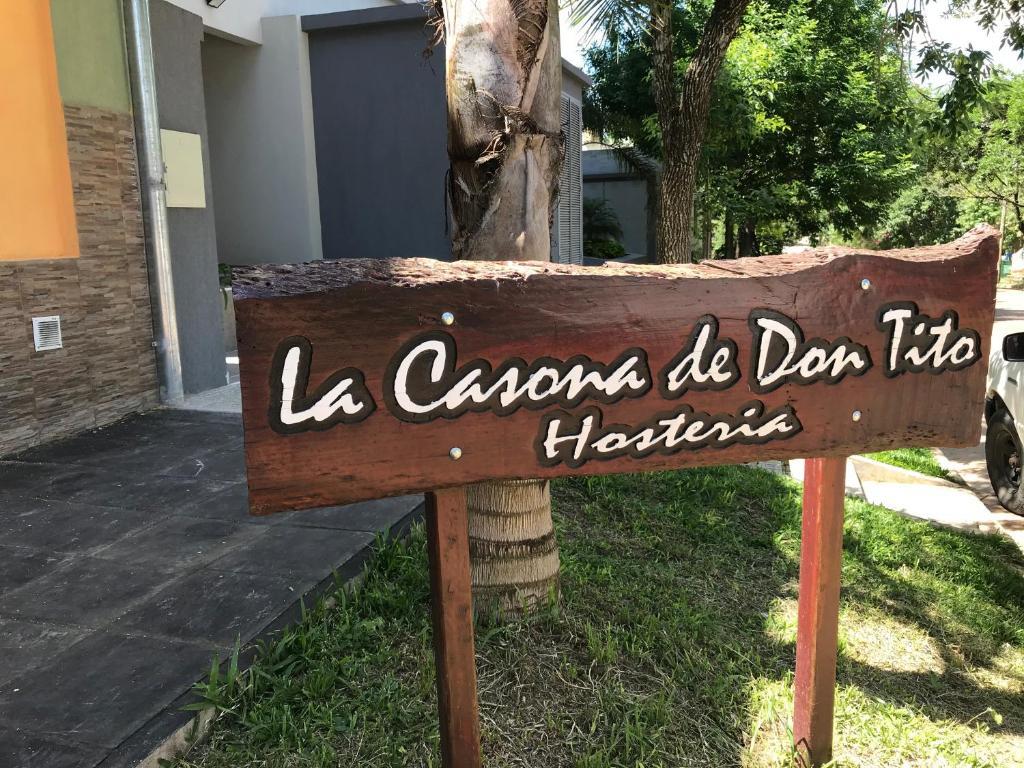 La Casona de Don Tito
Hosteria